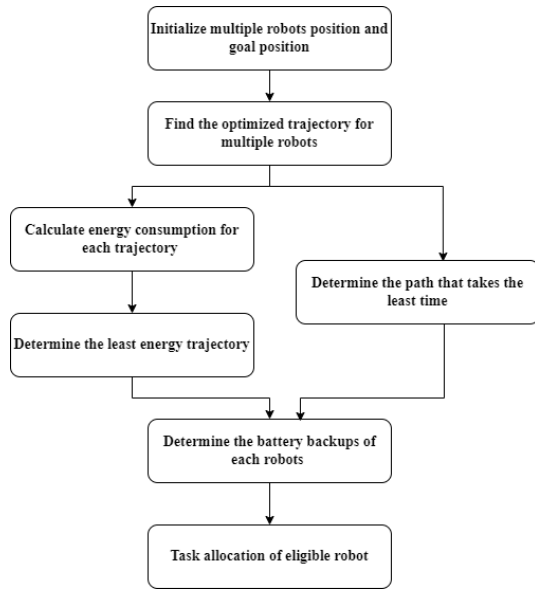 Initialize multiple robots position and
goal position
Find the optimized trajectory for
multiple robots
Calculate energy consumption for
each trajectory
Determine the path that takes the
least time
Determine the least energy trajectory
Determine the battery backups of
each robots
Task allocation of eligible robot